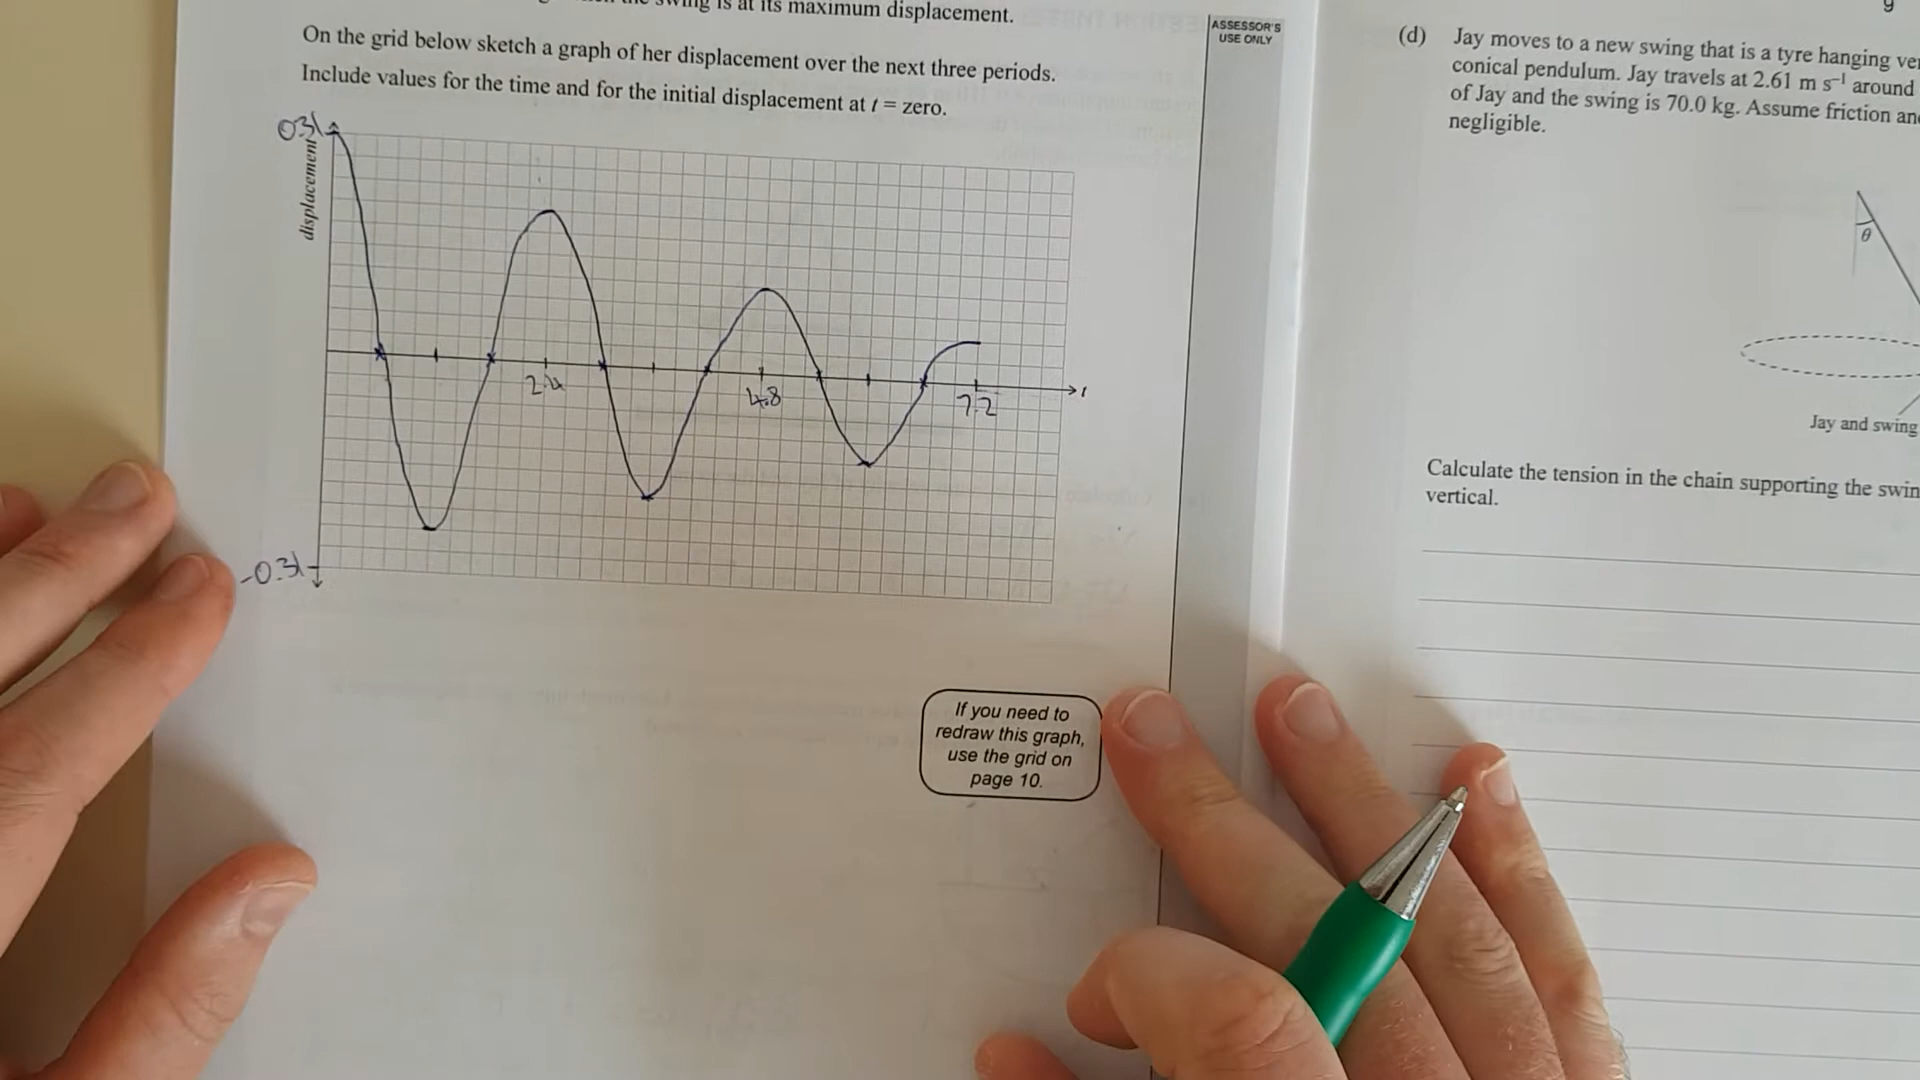 swing is at its maximum displacement.
On the grid below sketch a graph of her displacement over the next three periods.
Include values for the time and for the initial displacement at t = zero.
0.31
displacement
2.4
4.8
7.2
t
-0.31
If you need to
redraw this graph,
use the grid on
page 10.
ASSESSOR'S
USE ONLY
9
(d) Jay moves to a new swing that is a tyre hanging
conical pendulum. Jay travels at 2.61 m s⁻¹ around
of Jay and the swing is 70.0 kg. Assume friction
negligible.
θ
Jay and swing
Calculate the tension in the chain supporting the
vertical.